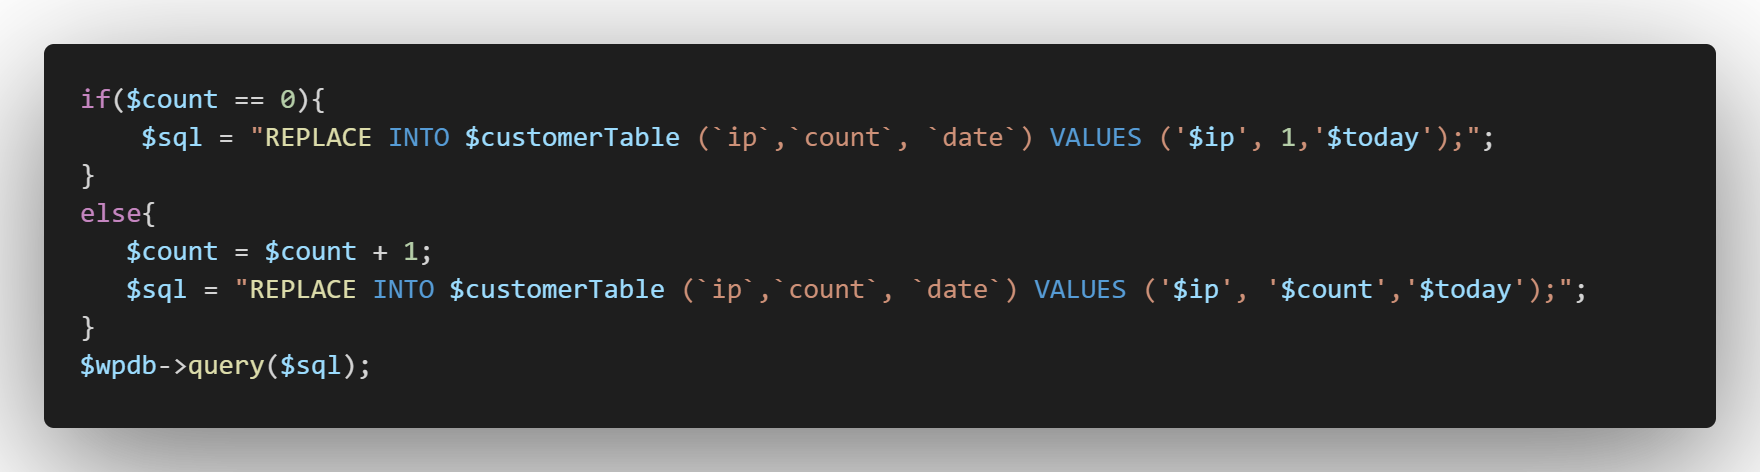 if($count == 0){
    $sql = "REPLACE INTO $customerTable (`ip`,`count`, `date`) VALUES ('$ip', 1,'$today');";
}
else{
   $count = $count + 1;
   $sql = "REPLACE INTO $customerTable (`ip`,`count`, `date`) VALUES ('$ip', '$count','$today');";
}
$wpdb->query($sql);